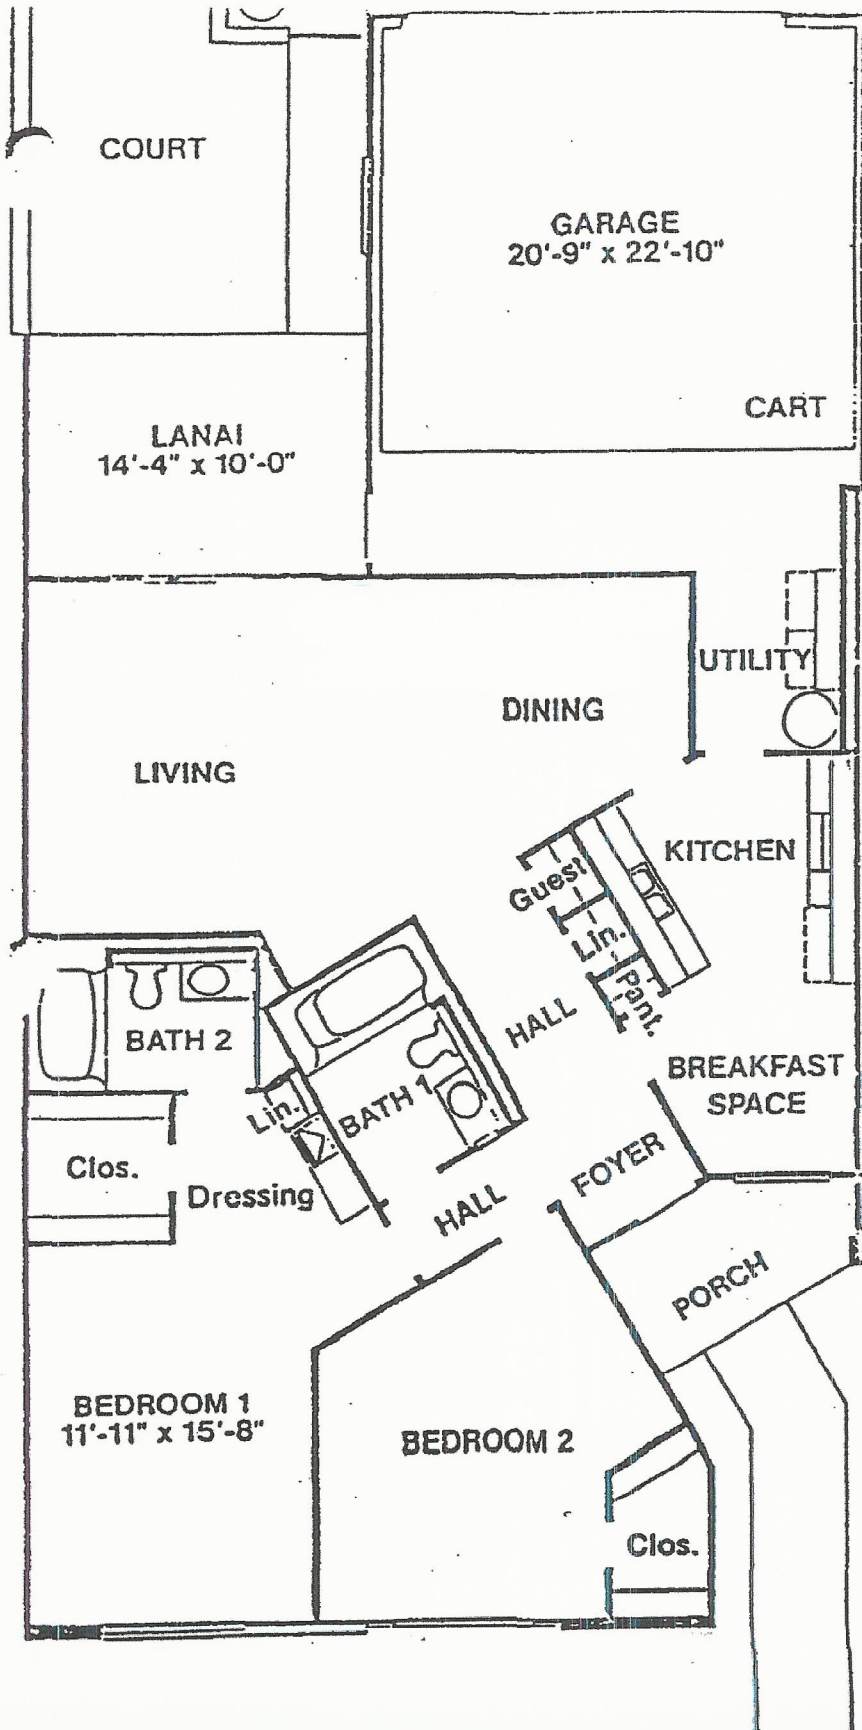 COURT
GARAGE
20'-9" x 22'-10"
CART
LANAI
14'-4" x 10'-0"
UTILITY
DINING
LIVING
KITCHEN
Guest
Lin.
Pant.
HALL
BATH 2
BREAKFAST
SPACE
Lin.
BATH 1
Clos.
Dressing
FOYER
HALL
PORCH
BEDROOM 1
11'-11" x 15'-8"
BEDROOM 2
Clos.